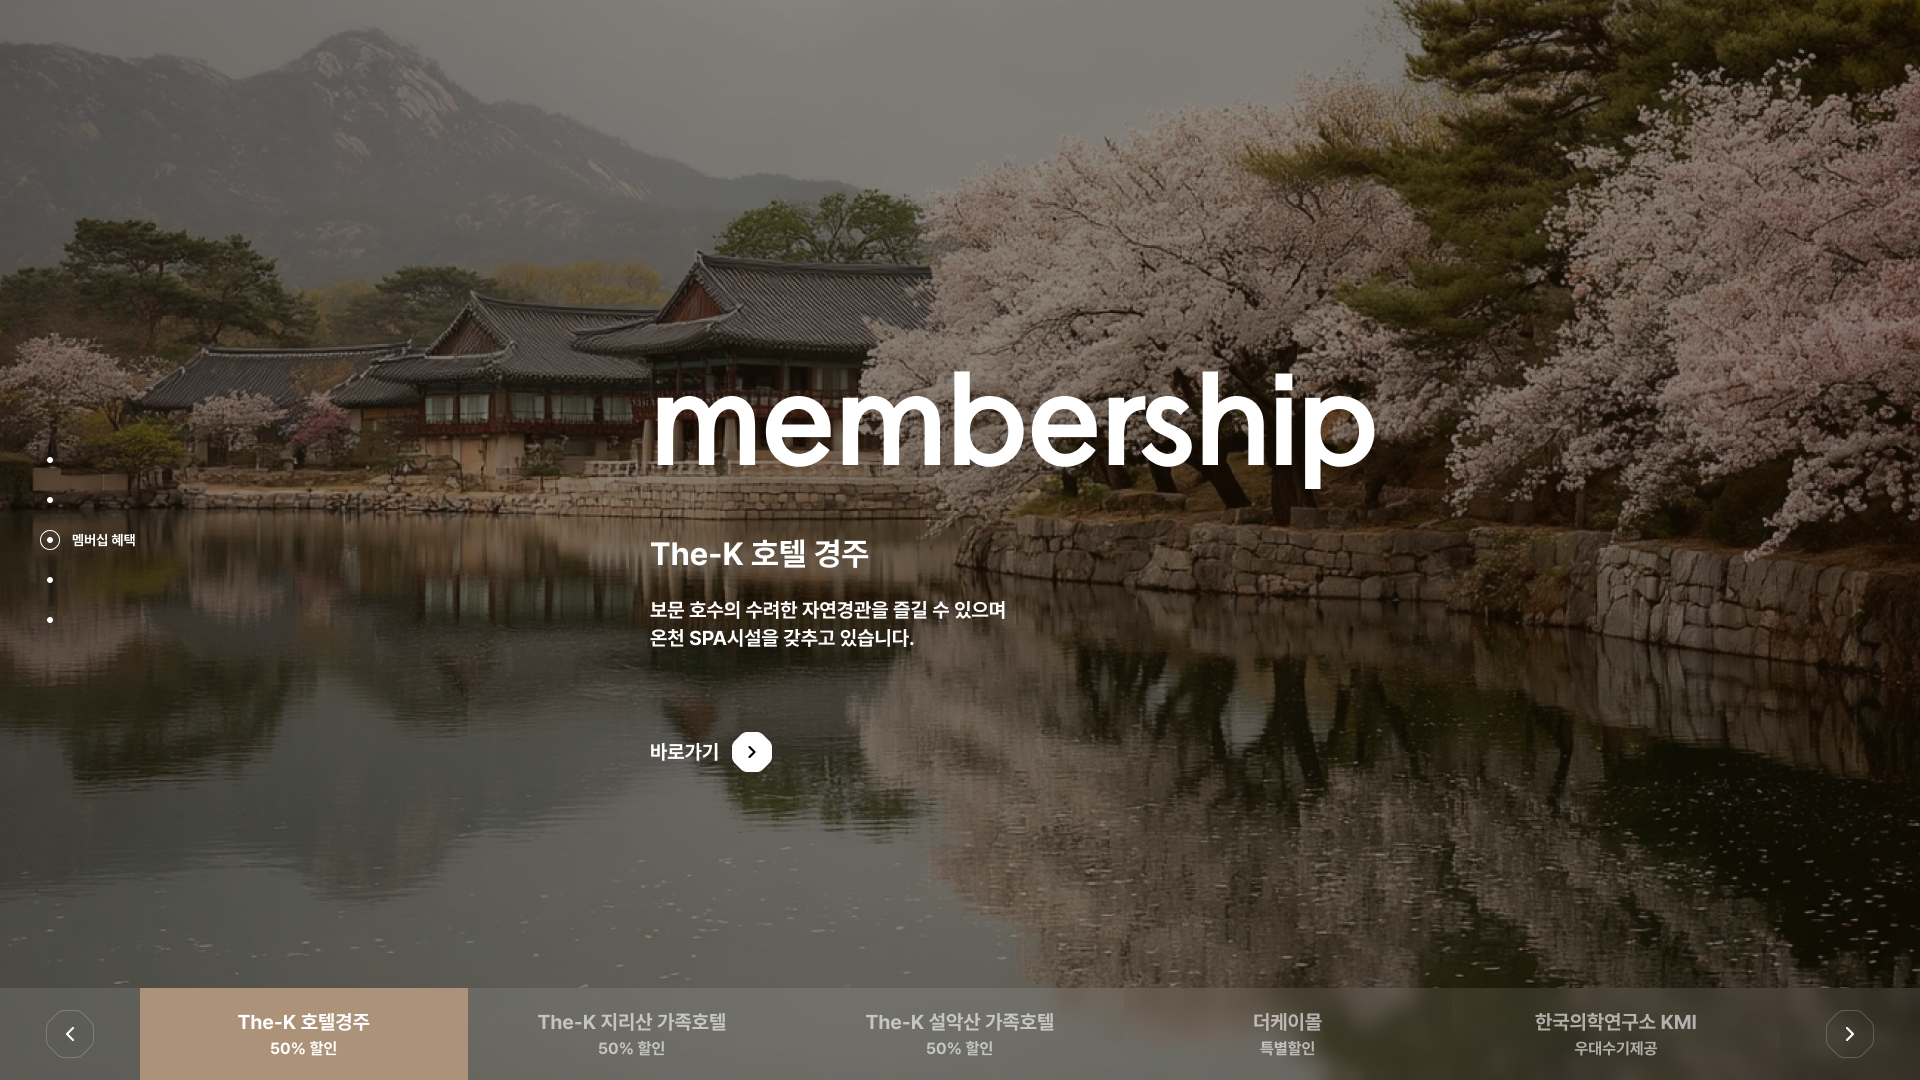 membership
멤버십 혜택
The-K 호텔 경주
보문 호수의 수려한 자연경관을 즐길 수 있으며
온천 SPA시설을 갖추고 있습니다.
바로가기
The-K 호텔경주
50% 할인
The-K 지리산 가족호텔
50% 할인
The-K 설악산 가족호텔
50% 할인
더케이몰
특별할인
한국의학연구소 KMI
우대수기제공